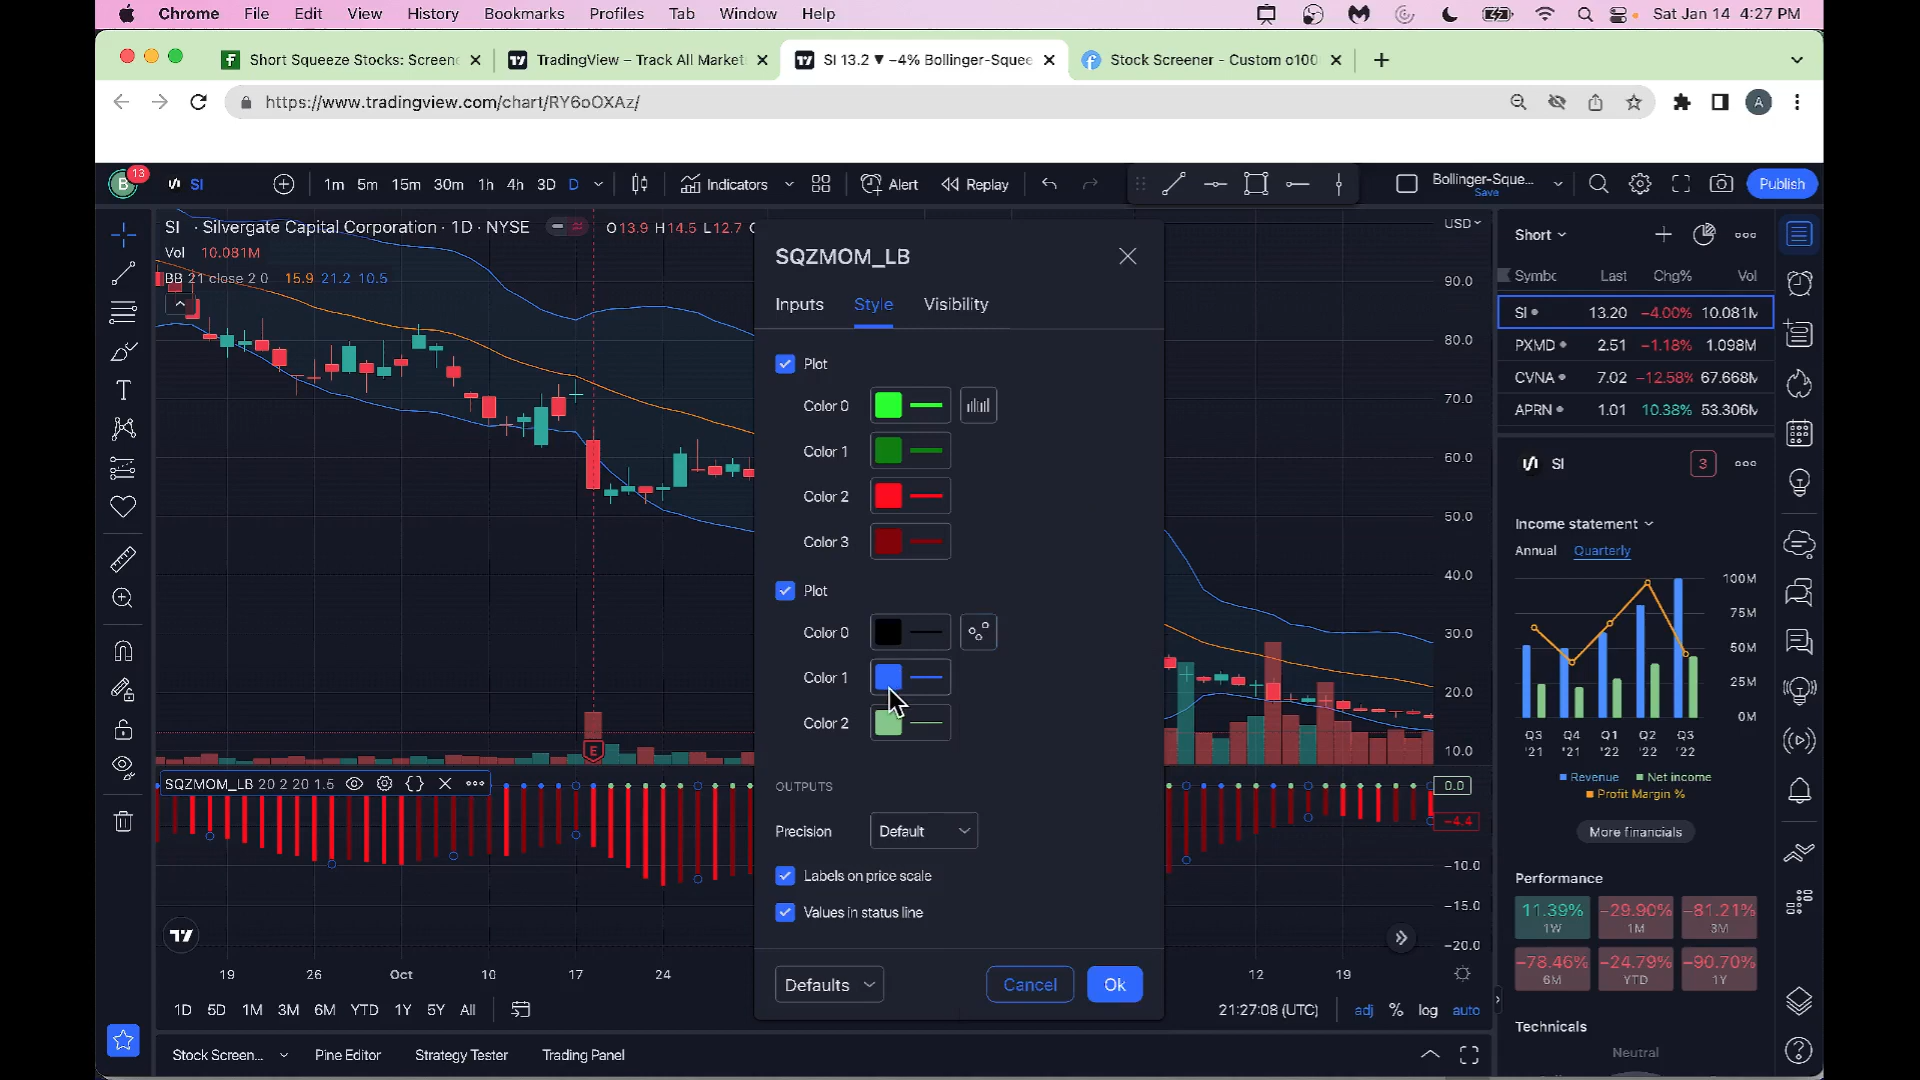 Chrome File Edit View History Bookmarks Profiles Tab Window Help Sat Jan 14 4:27 PM
Short Squeeze Stocks: Screen TradingView – Track All Market SI 13.2 ▼ −4% Bollinger-Squee Stock Screener - Custom o100
https://www.tradingview.com/chart/RY6oOXAz/ A
B 13 SI 1m 5m 15m 30m 1h 4h 3D D Indicators Alert Replay Bollinger-Sque... Save Publish
SI · Silvergate Capital Corporation · 1D · NYSE O13.9 H14.5 L12.7
Vol 10.081M
BB 21 close 2 0 15.9 21.2 10.5
USD
90.0
80.0
70.0
60.0
50.0
40.0
30.0
20.0
10.0
E
SQZMOM_LB
Inputs Style Visibility
Plot
Color 0
Color 1
Color 2
Color 3
Plot
Color 0
Color 1
Color 2
OUTPUTS
Precision Default
Labels on price scale
Values in status line
Defaults Cancel Ok
SQZMOM_LB 20 2 20 1.5
0.0
−4.4
−10.0
−15.0
−20.0
19 26 Oct 10 17 24 12 19
1D 5D 1M 3M 6M YTD 1Y 5Y All 21:27:08 (UTC) adj % log auto
Stock Screen... Pine Editor Strategy Tester Trading Panel
Short
Symbc Last Chg% Vol
SI 13.20 −4.00% 10.081M
PXMD 2.51 −1.18% 1.098M
CVNA 7.02 −12.58% 67.668M
APRN 1.01 10.38% 53.306M
SI 3
Income statement
Annual Quarterly
100M
75M
50M
25M
0M
Q3 Q4 Q1 Q2 Q3
'21 '21 '22 '22 '22
Revenue Net income
Profit Margin %
More financials
Performance
11.39% −29.90% −81.21%
1W 1M 3M
−78.46% −24.79% −90.70%
6M YTD 1Y
Technicals
Neutral